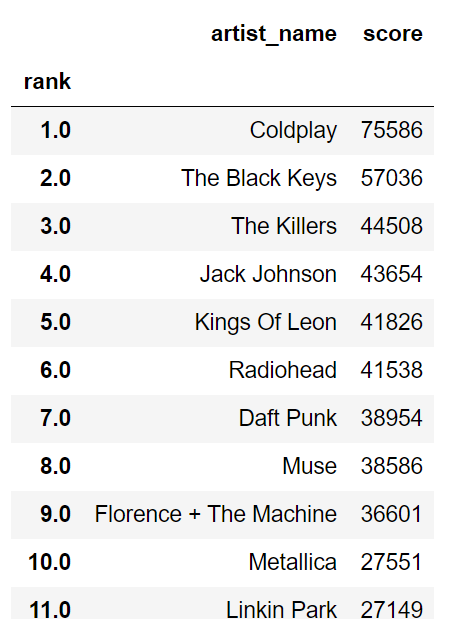 artist_name score
rank
1.0 Coldplay 75586
2.0 The Black Keys 57036
3.0 The Killers 44508
4.0 Jack Johnson 43654
5.0 Kings Of Leon 41826
6.0 Radiohead 41538
7.0 Daft Punk 38954
8.0 Muse 38586
9.0 Florence + The Machine 36601
10.0 Metallica 27551
11.0 Linkin Park 27149